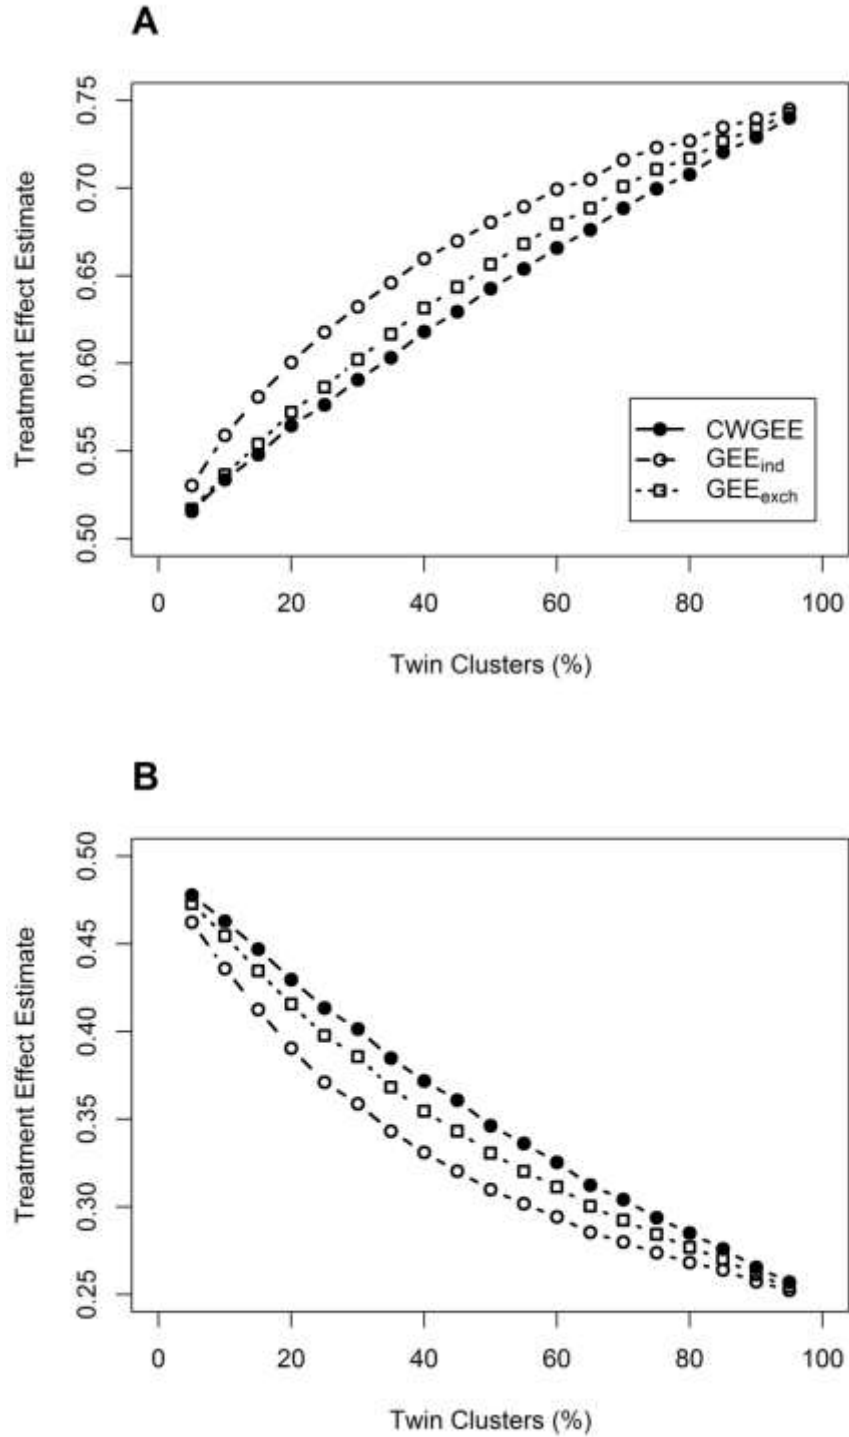 A
0.75
0.70
0.65
0.60
0.55
0.50
Treatment Effect Estimate
CWGEE
GEEind
GEEexch
0 20 40 60 80 100
Twin Clusters (%)
B
0.50
0.45
0.40
0.35
0.30
0.25
Treatment Effect Estimate
0 20 40 60 80 100
Twin Clusters (%)